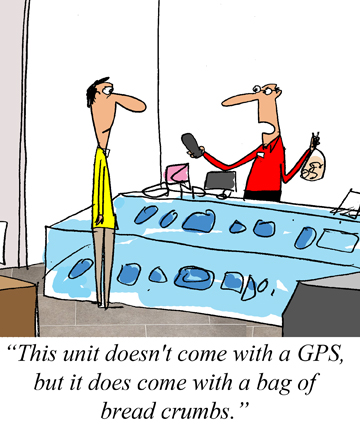 “This unit doesn't come with a GPS,
but it does come with a bag of
bread crumbs.”